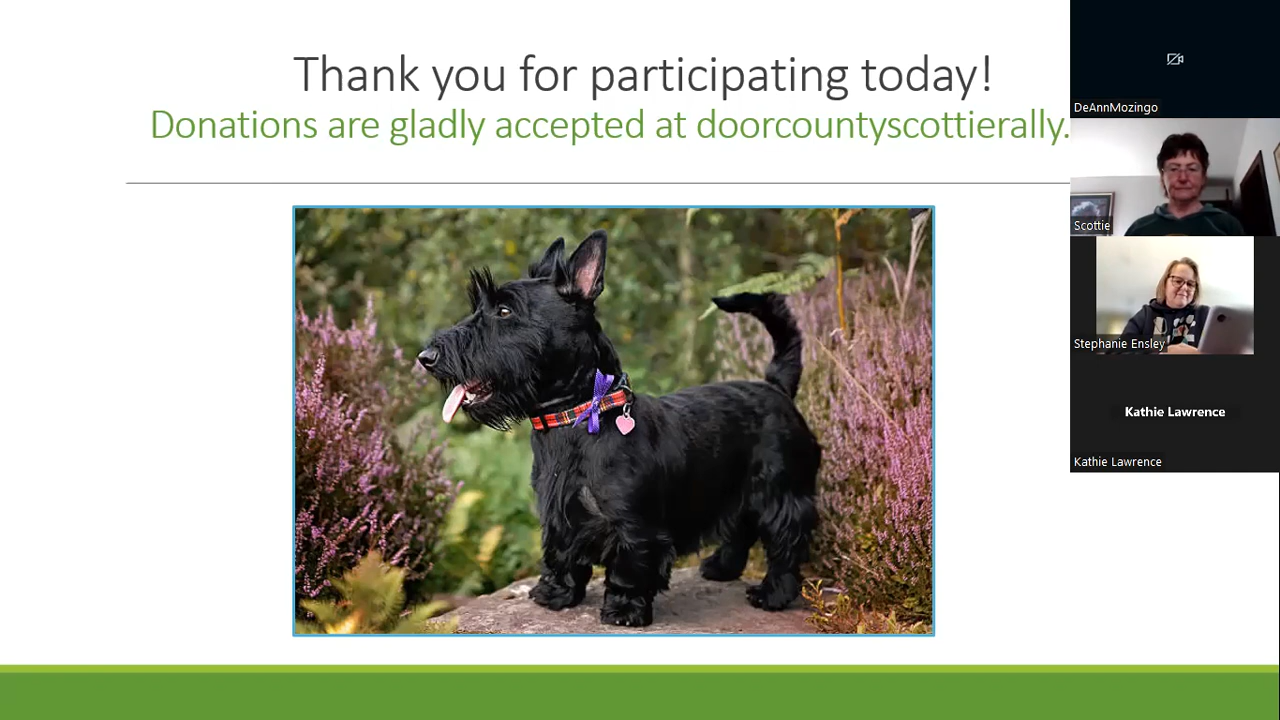 Thank you for participating today!
Donations are gladly accepted at doorcountyscottierally.
DeAnnMozingo
Scottie
Stephanie Ensley
Kathie Lawrence
Kathie Lawrence